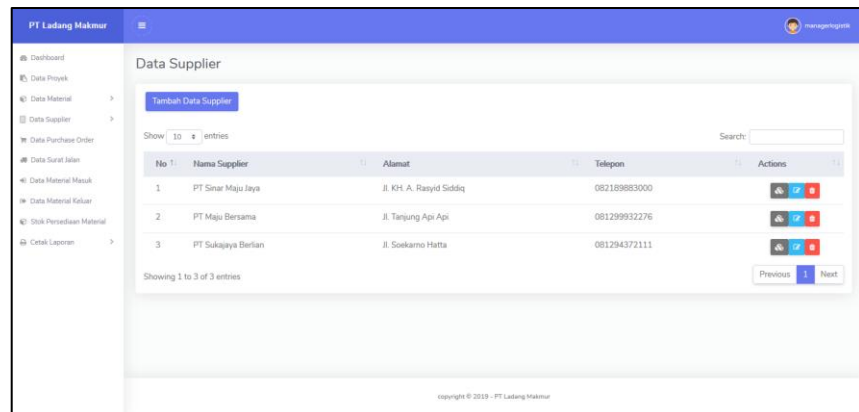 PT Ladang Makmur
managerlogistik
Dashboard
Data Proyek
Data Material
Data Supplier
Data Purchase Order
Data Surat Jalan
Data Material Masuk
Data Material Keluar
Stok Persediaan Material
Cetak Laporan
Data Supplier
Tambah Data Supplier
Show 10 entries
Search:
No Nama Supplier Alamat Telepon Actions
1 PT Sinar Maju Jaya Jl. KH. A. Rasyid Siddiq 082189883000
2 PT Maju Bersama Jl. Tanjung Api Api 081299932276
3 PT Sukajaya Berlian Jl. Soekarno Hatta 081294372111
Showing 1 to 3 of 3 entries
Previous 1 Next
copyright © 2019 - PT Ladang Makmur